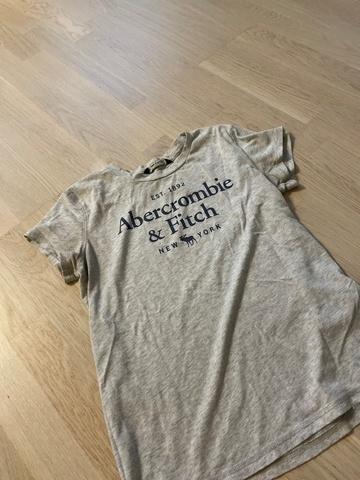 EST. 1892
Abercrombie
& Fitch
NEW YORK